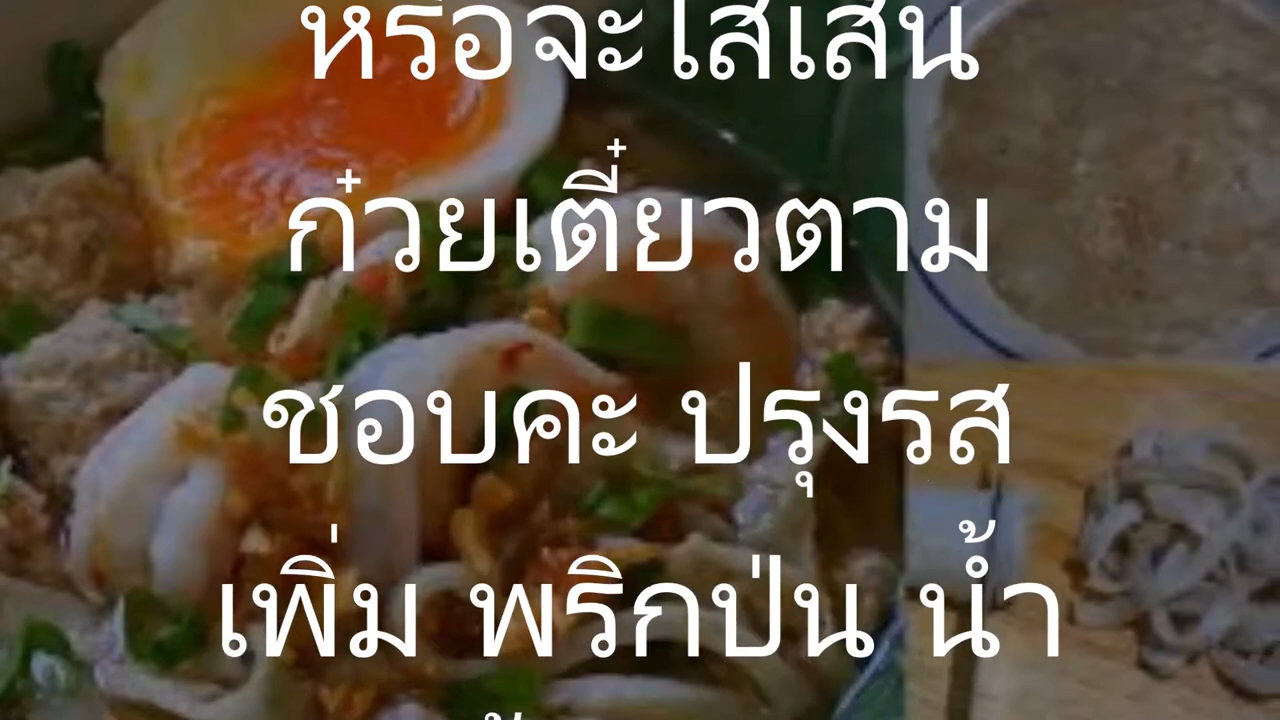 หรือจะใส่เส้น
ก๋วยเตี๋ยวตาม
ชอบคะ ปรุงรส
เพิ่ม พริกป่น น้ำ